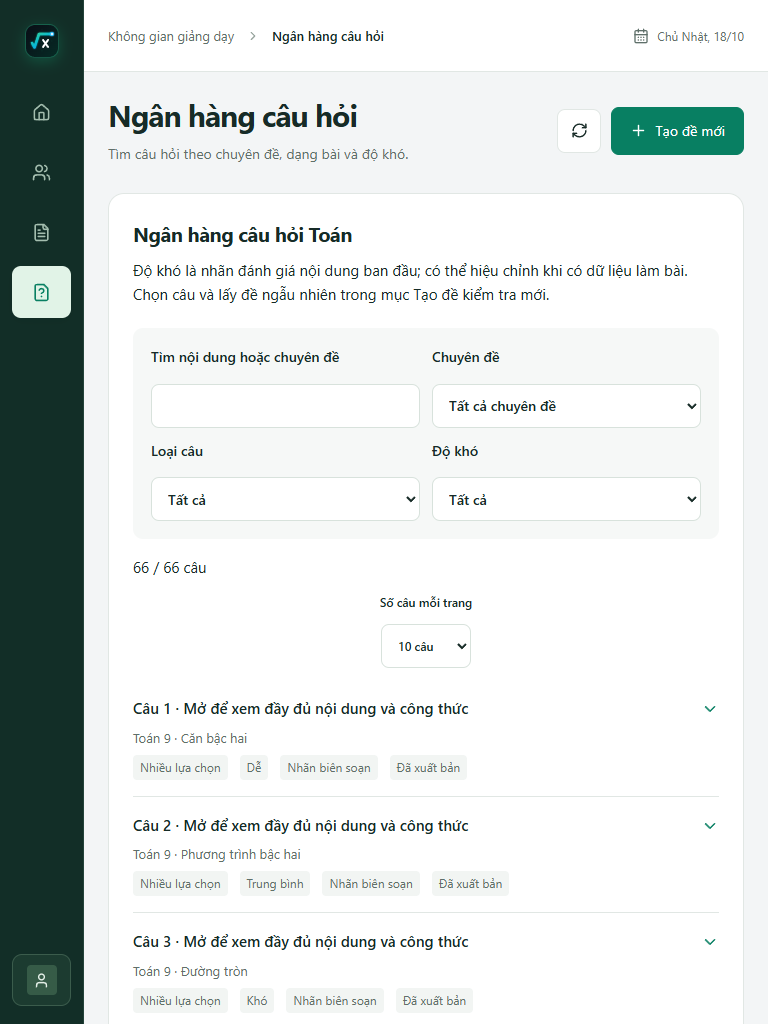 √x
Không gian giảng dạy > Ngân hàng câu hỏi
Chủ Nhật, 18/10
Ngân hàng câu hỏi
Tìm câu hỏi theo chuyên đề, dạng bài và độ khó.
+ Tạo đề mới
Ngân hàng câu hỏi Toán
Độ khó là nhãn đánh giá nội dung ban đầu; có thể hiệu chỉnh khi có dữ liệu làm bài.
Chọn câu và lấy đề ngẫu nhiên trong mục Tạo đề kiểm tra mới.
Tìm nội dung hoặc chuyên đề
Chuyên đề
Tất cả chuyên đề
Loại câu
Độ khó
Tất cả
Tất cả
66 / 66 câu
Số câu mỗi trang
10 câu
Câu 1 · Mở để xem đầy đủ nội dung và công thức
Toán 9 · Căn bậc hai
Nhiều lựa chọn Dễ Nhãn biên soạn Đã xuất bản
Câu 2 · Mở để xem đầy đủ nội dung và công thức
Toán 9 · Phương trình bậc hai
Nhiều lựa chọn Trung bình Nhãn biên soạn Đã xuất bản
Câu 3 · Mở để xem đầy đủ nội dung và công thức
Toán 9 · Đường tròn
Nhiều lựa chọn Khó Nhãn biên soạn Đã xuất bản